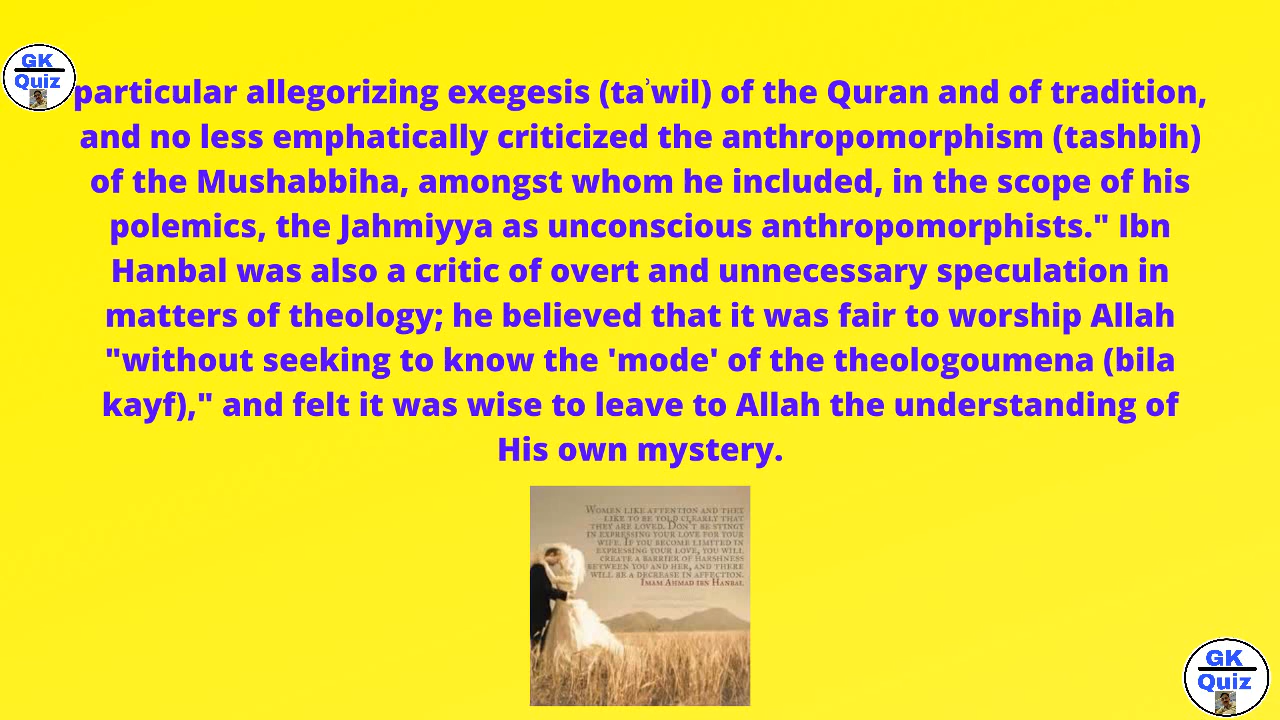 GK
Quiz
particular allegorizing exegesis (taʾwil) of the Quran and of tradition,
and no less emphatically criticized the anthropomorphism (tashbih)
of the Mushabbiha, amongst whom he included, in the scope of his
polemics, the Jahmiyya as unconscious anthropomorphists." Ibn
Hanbal was also a critic of overt and unnecessary speculation in
matters of theology; he believed that it was fair to worship Allah
"without seeking to know the 'mode' of the theologoumena (bila
kayf)," and felt it was wise to leave to Allah the understanding of
His own mystery.
Women like attention and they
like to be told clearly that
they are loved. Don't be stingy
in expressing your love for your
wife. If you become limited in
expressing your love, you will
create a barrier of harshness
between you and her, and there
will be a decrease in affection.
Imam Ahmad ibn Hanbal
GK
Quiz